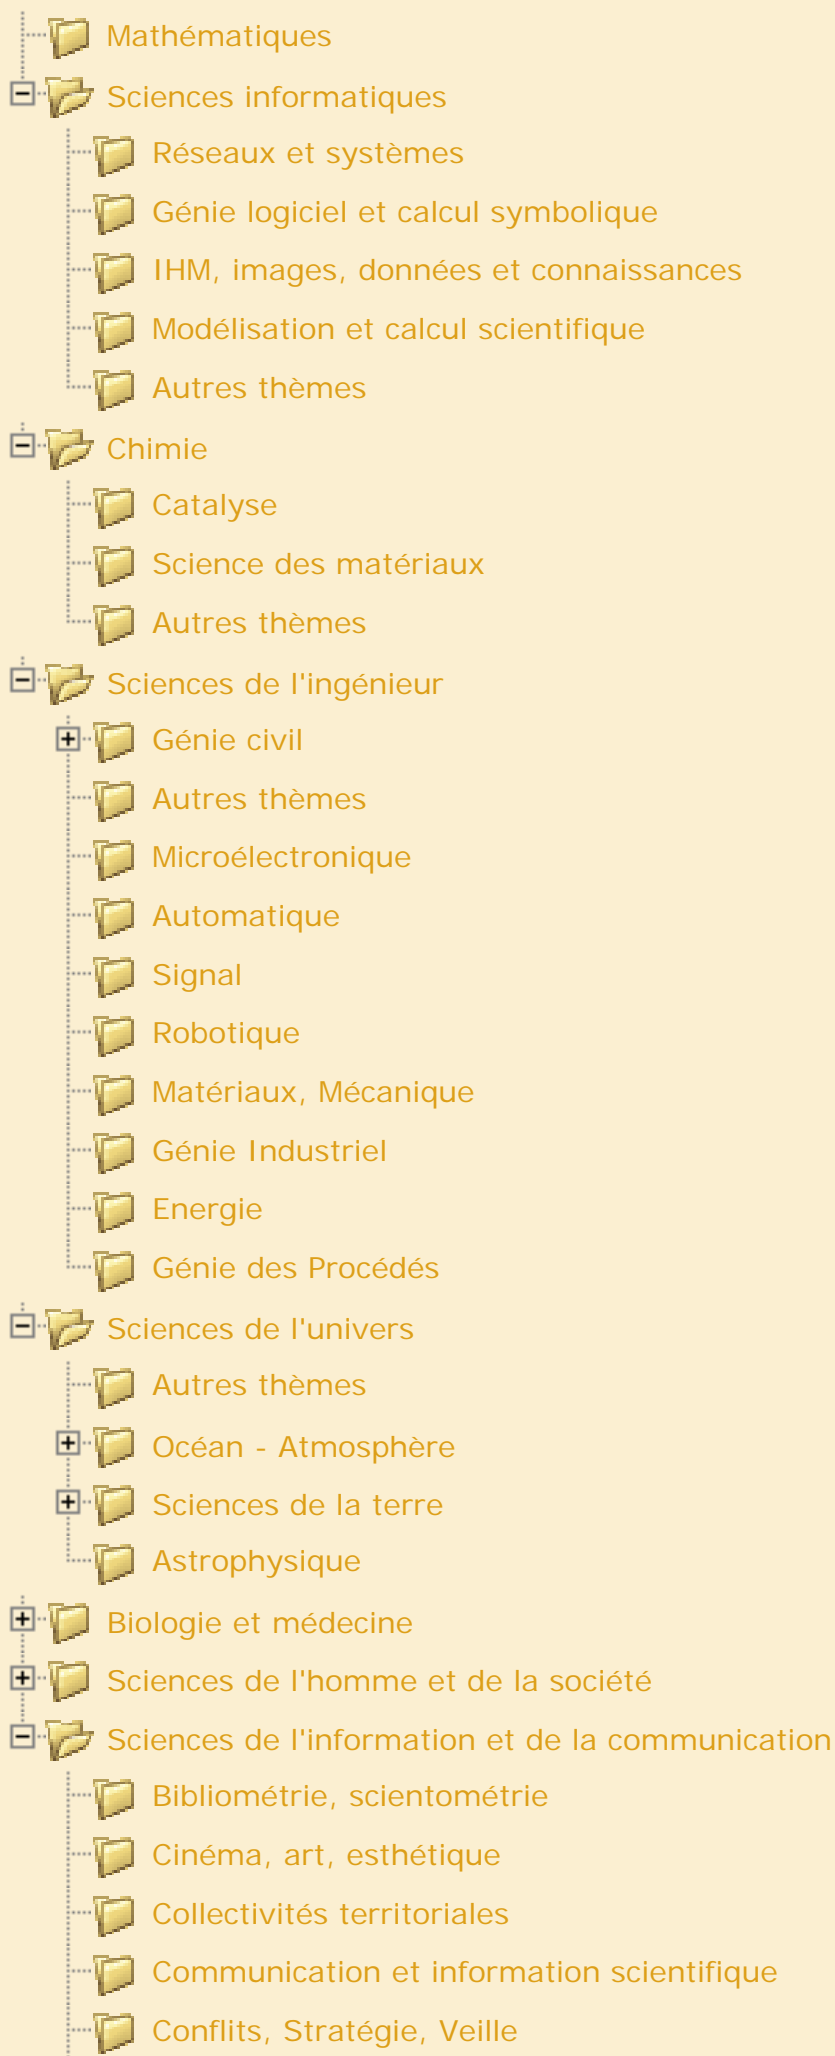 Mathématiques
Sciences informatiques
Réseaux et systèmes
Génie logiciel et calcul symbolique
IHM, images, données et connaissances
Modélisation et calcul scientifique
Autres thèmes
Chimie
Catalyse
Science des matériaux
Autres thèmes
Sciences de l'ingénieur
Génie civil
Autres thèmes
Microélectronique
Automatique
Signal
Robotique
Matériaux, Mécanique
Génie Industriel
Energie
Génie des Procédés
Sciences de l'univers
Autres thèmes
Océan - Atmosphère
Sciences de la terre
Astrophysique
Biologie et médecine
Sciences de l'homme et de la société
Sciences de l'information et de la communication
Bibliométrie, scientométrie
Cinéma, art, esthétique
Collectivités territoriales
Communication et information scientifique
Conflits, Stratégie, Veille